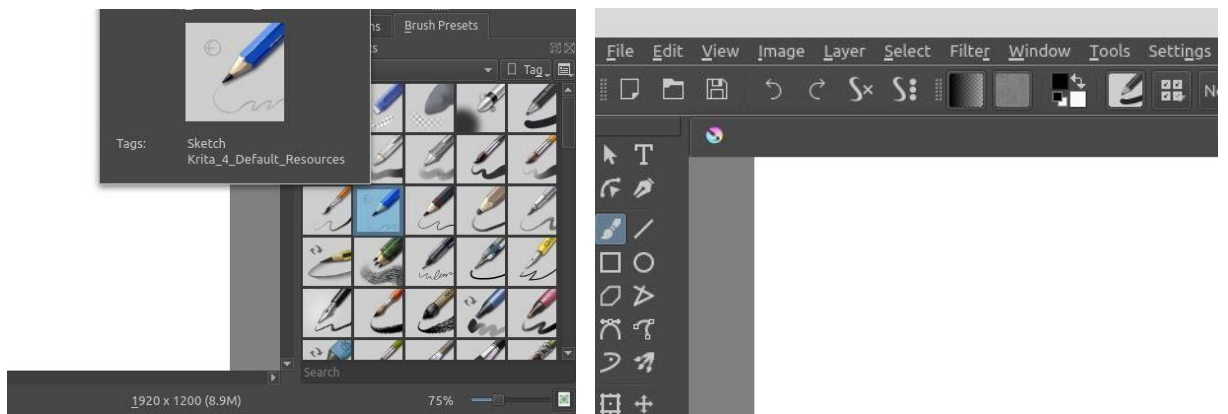 Brush Presets
Tag
Tags: Sketch
Krita_4_Default_Resources
Search
1920 x 1200 (8.9M) 75%
File Edit View Image Layer Select Filter Window Tools Settings